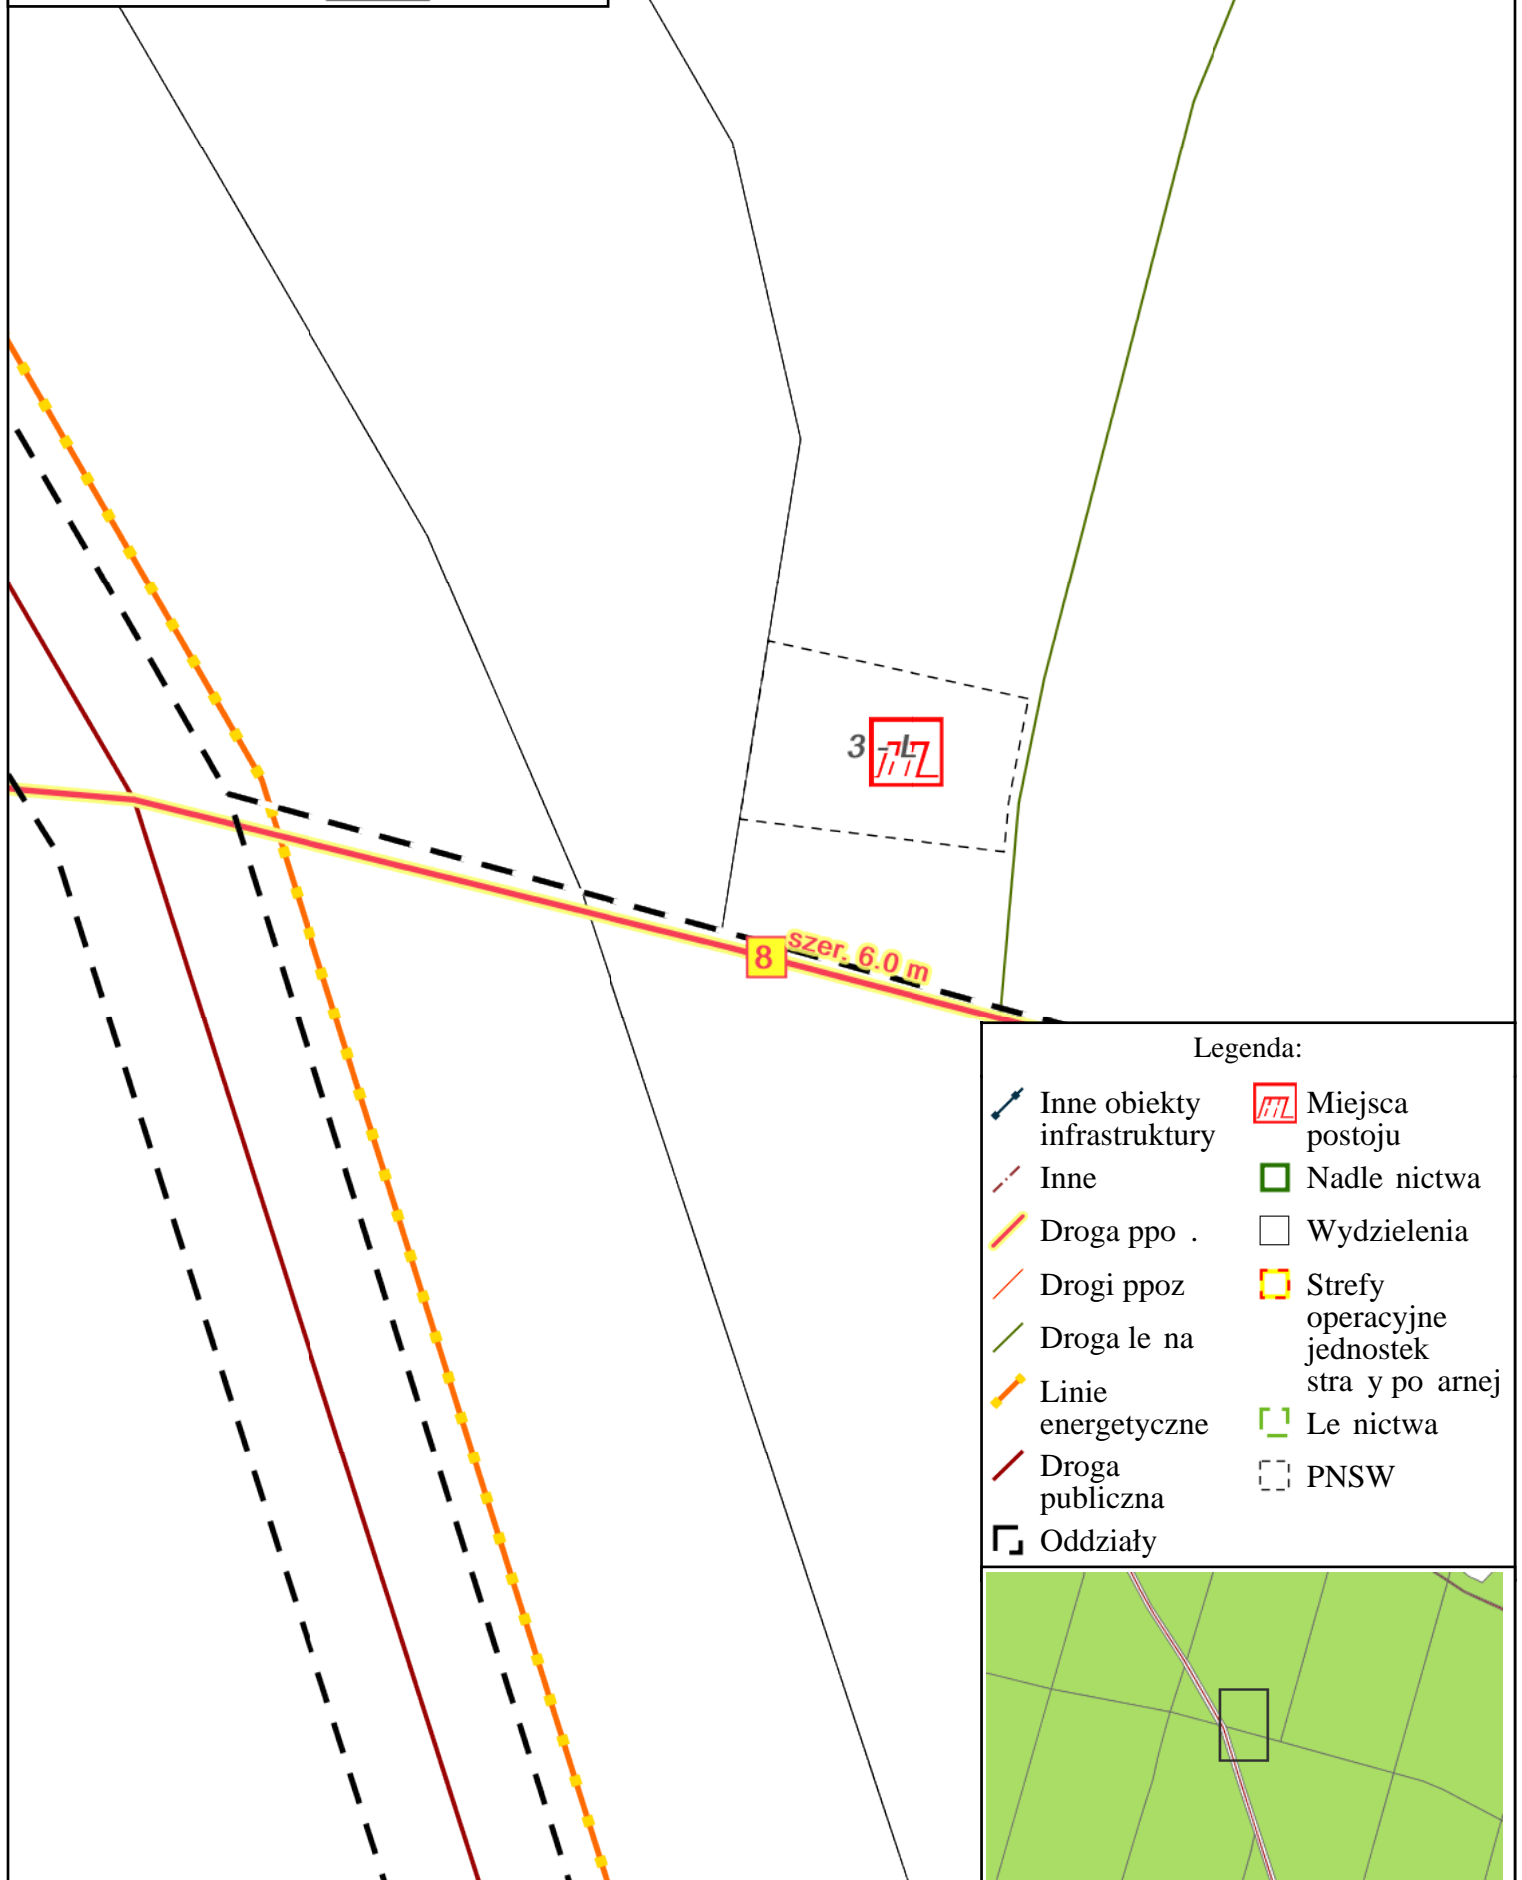 3 - L
szer. 6.0 m
8
Legenda:
Inne obiekty
infrastruktury
Inne
Droga ppo .
Drogi ppoz
Droga le na
Linie
energetyczne
Droga
publiczna
Oddziały
Miejsca
postoju
Nadle nictwa
Wydzielenia
Strefy
operacyjne
jednostek
stra y po arnej
Le nictwa
PNSW